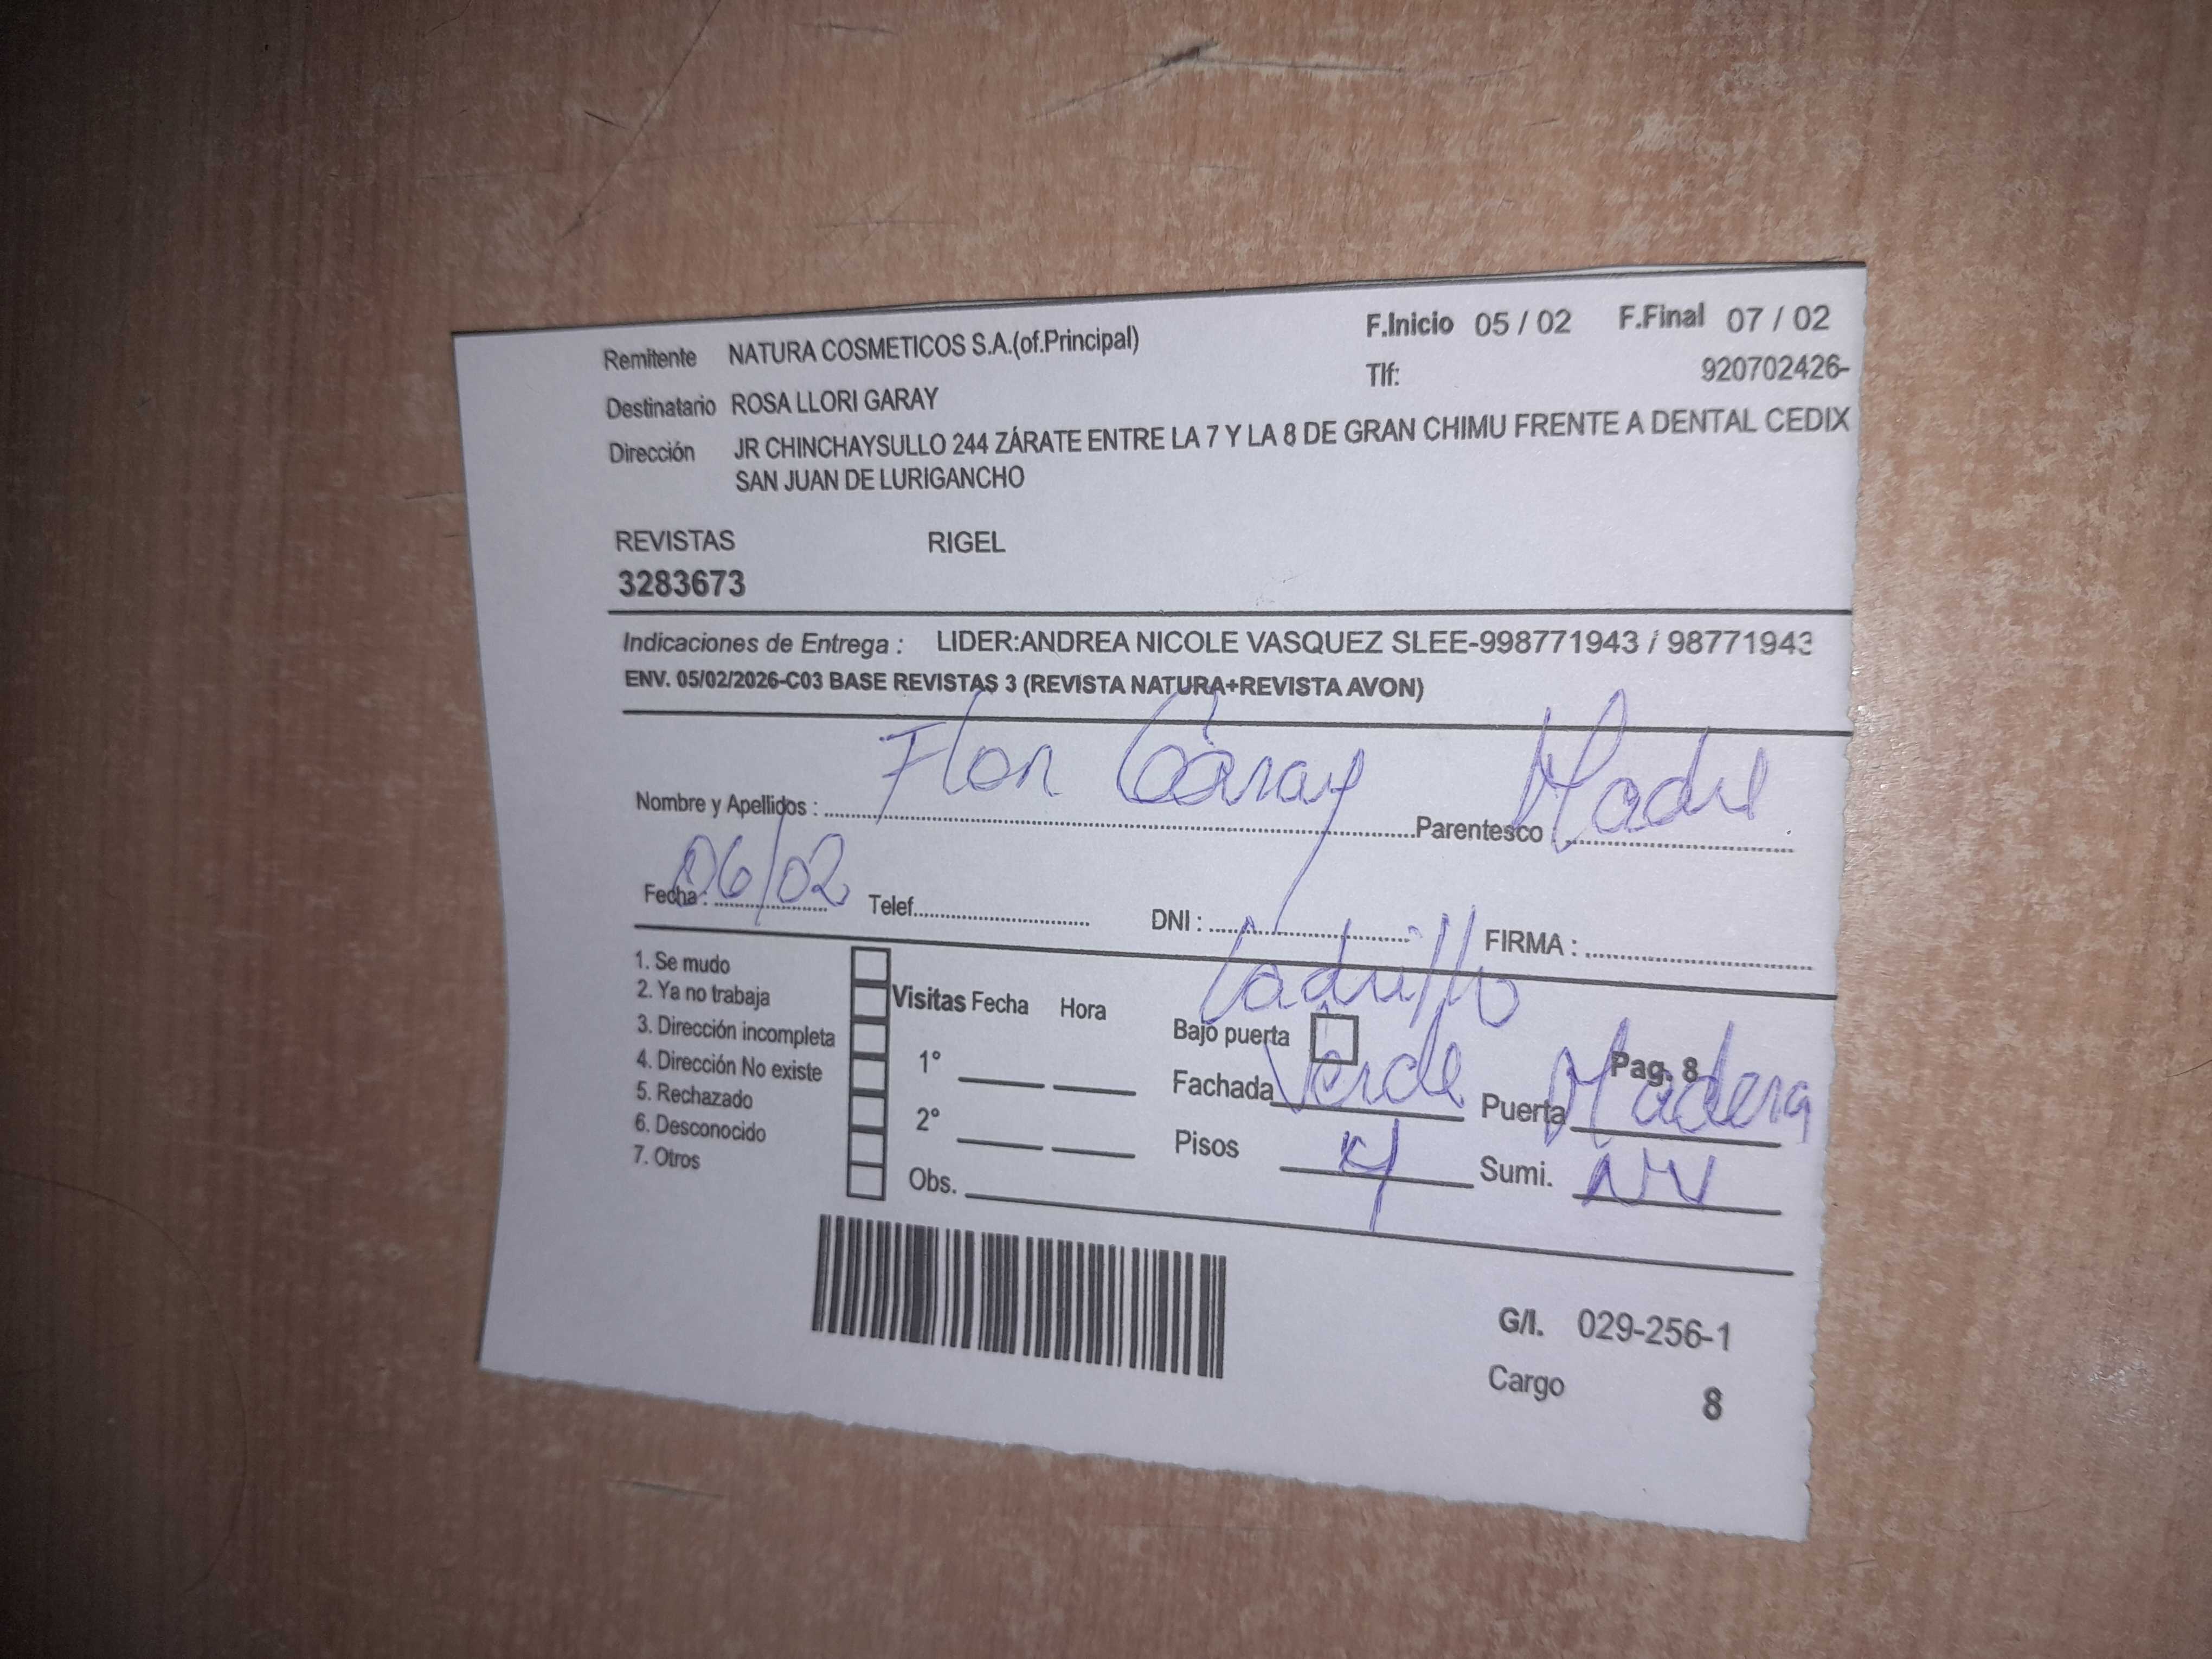 Remitente NATURA COSMETICOS S.A.(of.Principal) F.Inicio 05 / 02 F.Final 07 / 02
Tlf: 920702426-
Destinatario ROSA LLORI GARAY
Dirección JR CHINCHAYSULLO 244 ZÁRATE ENTRE LA 7 Y LA 8 DE GRAN CHIMU FRENTE A DENTAL CEDIX
SAN JUAN DE LURIGANCHO
REVISTAS RIGEL
3283673
Indicaciones de Entrega : LIDER:ANDREA NICOLE VASQUEZ SLEE-998771943 / 98771943
ENV. 05/02/2026-C03 BASE REVISTAS 3 (REVISTA NATURA+REVISTA AVON)
Nombre y Apellidos : Flor Garay Parentesco : Madre
Fecha : 06/02 Telef. DNI : FIRMA :
1. Se mudo
2. Ya no trabaja
3. Dirección incompleta
4. Dirección No existe
5. Rechazado
6. Desconocido
7. Otros
Visitas Fecha Hora
1°
2°
Obs.
Ladrillo
Bajo puerta
Pag. 8
Fachada Verde Puerta Madera
Pisos 4 Sumi. NV
G/I. 029-256-1
Cargo 8